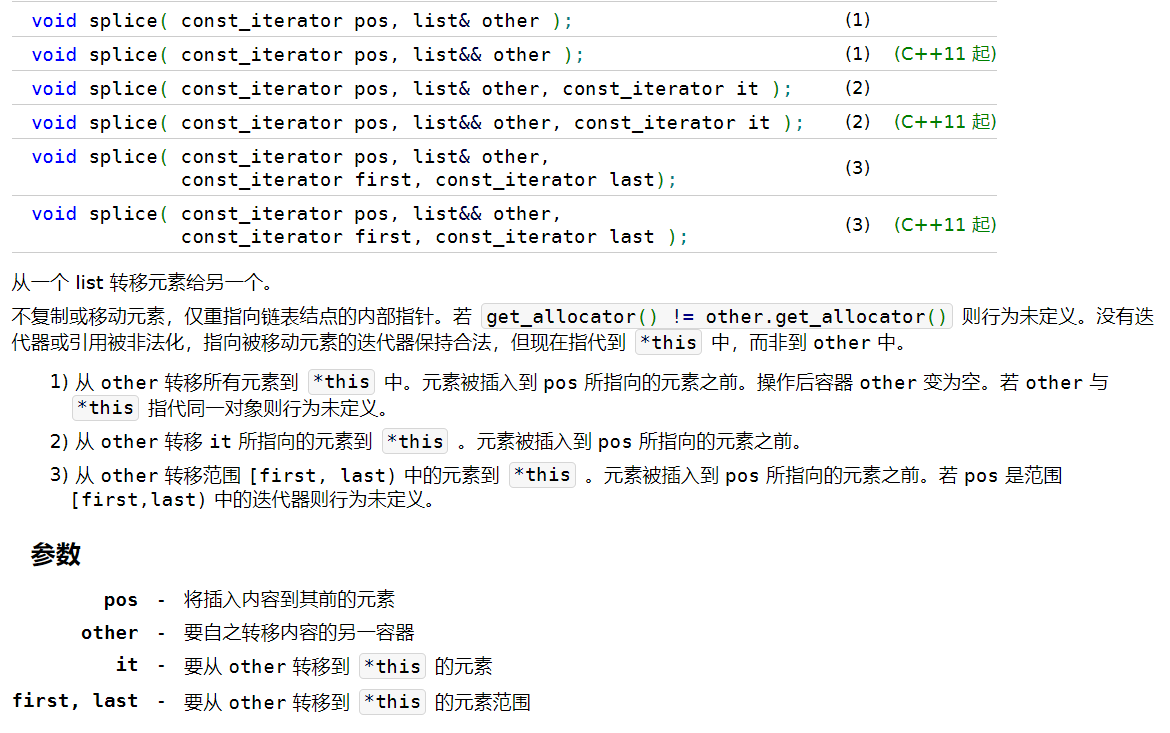 void splice( const_iterator pos, list& other ); (1)
void splice( const_iterator pos, list&& other ); (1) (C++11 起)
void splice( const_iterator pos, list& other, const_iterator it ); (2)
void splice( const_iterator pos, list&& other, const_iterator it ); (2) (C++11 起)
void splice( const_iterator pos, list& other,
const_iterator first, const_iterator last); (3)
void splice( const_iterator pos, list&& other,
const_iterator first, const_iterator last ); (3) (C++11 起)
从一个 list 转移元素给另一个。
不复制或移动元素，仅重指向链表结点的内部指针。若 get_allocator() != other.get_allocator() 则行为未定义。没有迭
代器或引用被非法化，指向被移动元素的迭代器保持合法，但现在指代到 *this 中，而非到 other 中。
1) 从 other 转移所有元素到 *this 中。元素被插入到 pos 所指向的元素之前。操作后容器 other 变为空。若 other 与
*this 指代同一对象则行为未定义。
2) 从 other 转移 it 所指向的元素到 *this 。元素被插入到 pos 所指向的元素之前。
3) 从 other 转移范围 [first, last) 中的元素到 *this 。元素被插入到 pos 所指向的元素之前。若 pos 是范围
[first,last) 中的迭代器则行为未定义。
参数
pos - 将插入内容到其前的元素
other - 要自之转移内容的另一容器
it - 要从 other 转移到 *this 的元素
first, last - 要从 other 转移到 *this 的元素范围